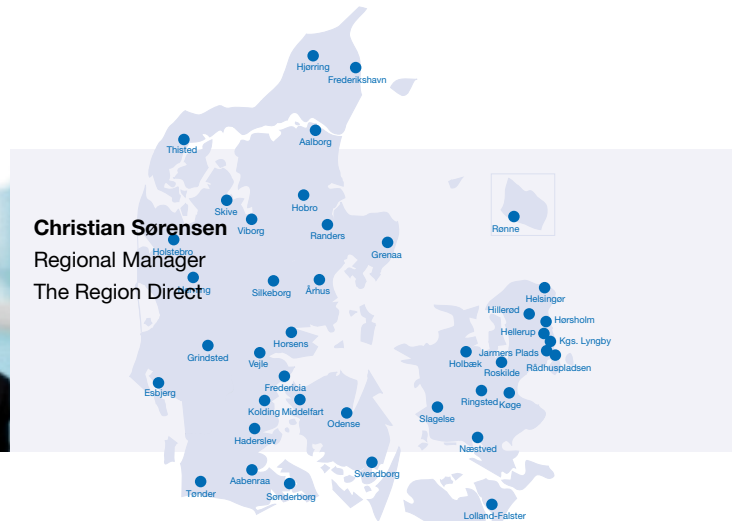 Hjørring
Frederikshavn
Aalborg
Thisted
Skive
Hobro
Viborg
Randers
Grenaa
Rønne
Christian Sørensen
Regional Manager
The Region Direct
Holstebro
Silkeborg
Århus
Helsingør
Hillerød
Hørsholm
Hellerup
Kgs. Lyngby
Jarmers Plads
Rådhuspladsen
Horsens
Grindsted
Vejle
Holbæk
Roskilde
Fredericia
Esbjerg
Kolding
Middelfart
Odense
Ringsted
Køge
Slagelse
Haderslev
Næstved
Aabenraa
Svendborg
Tønder
Sønderborg
Lolland-Falster